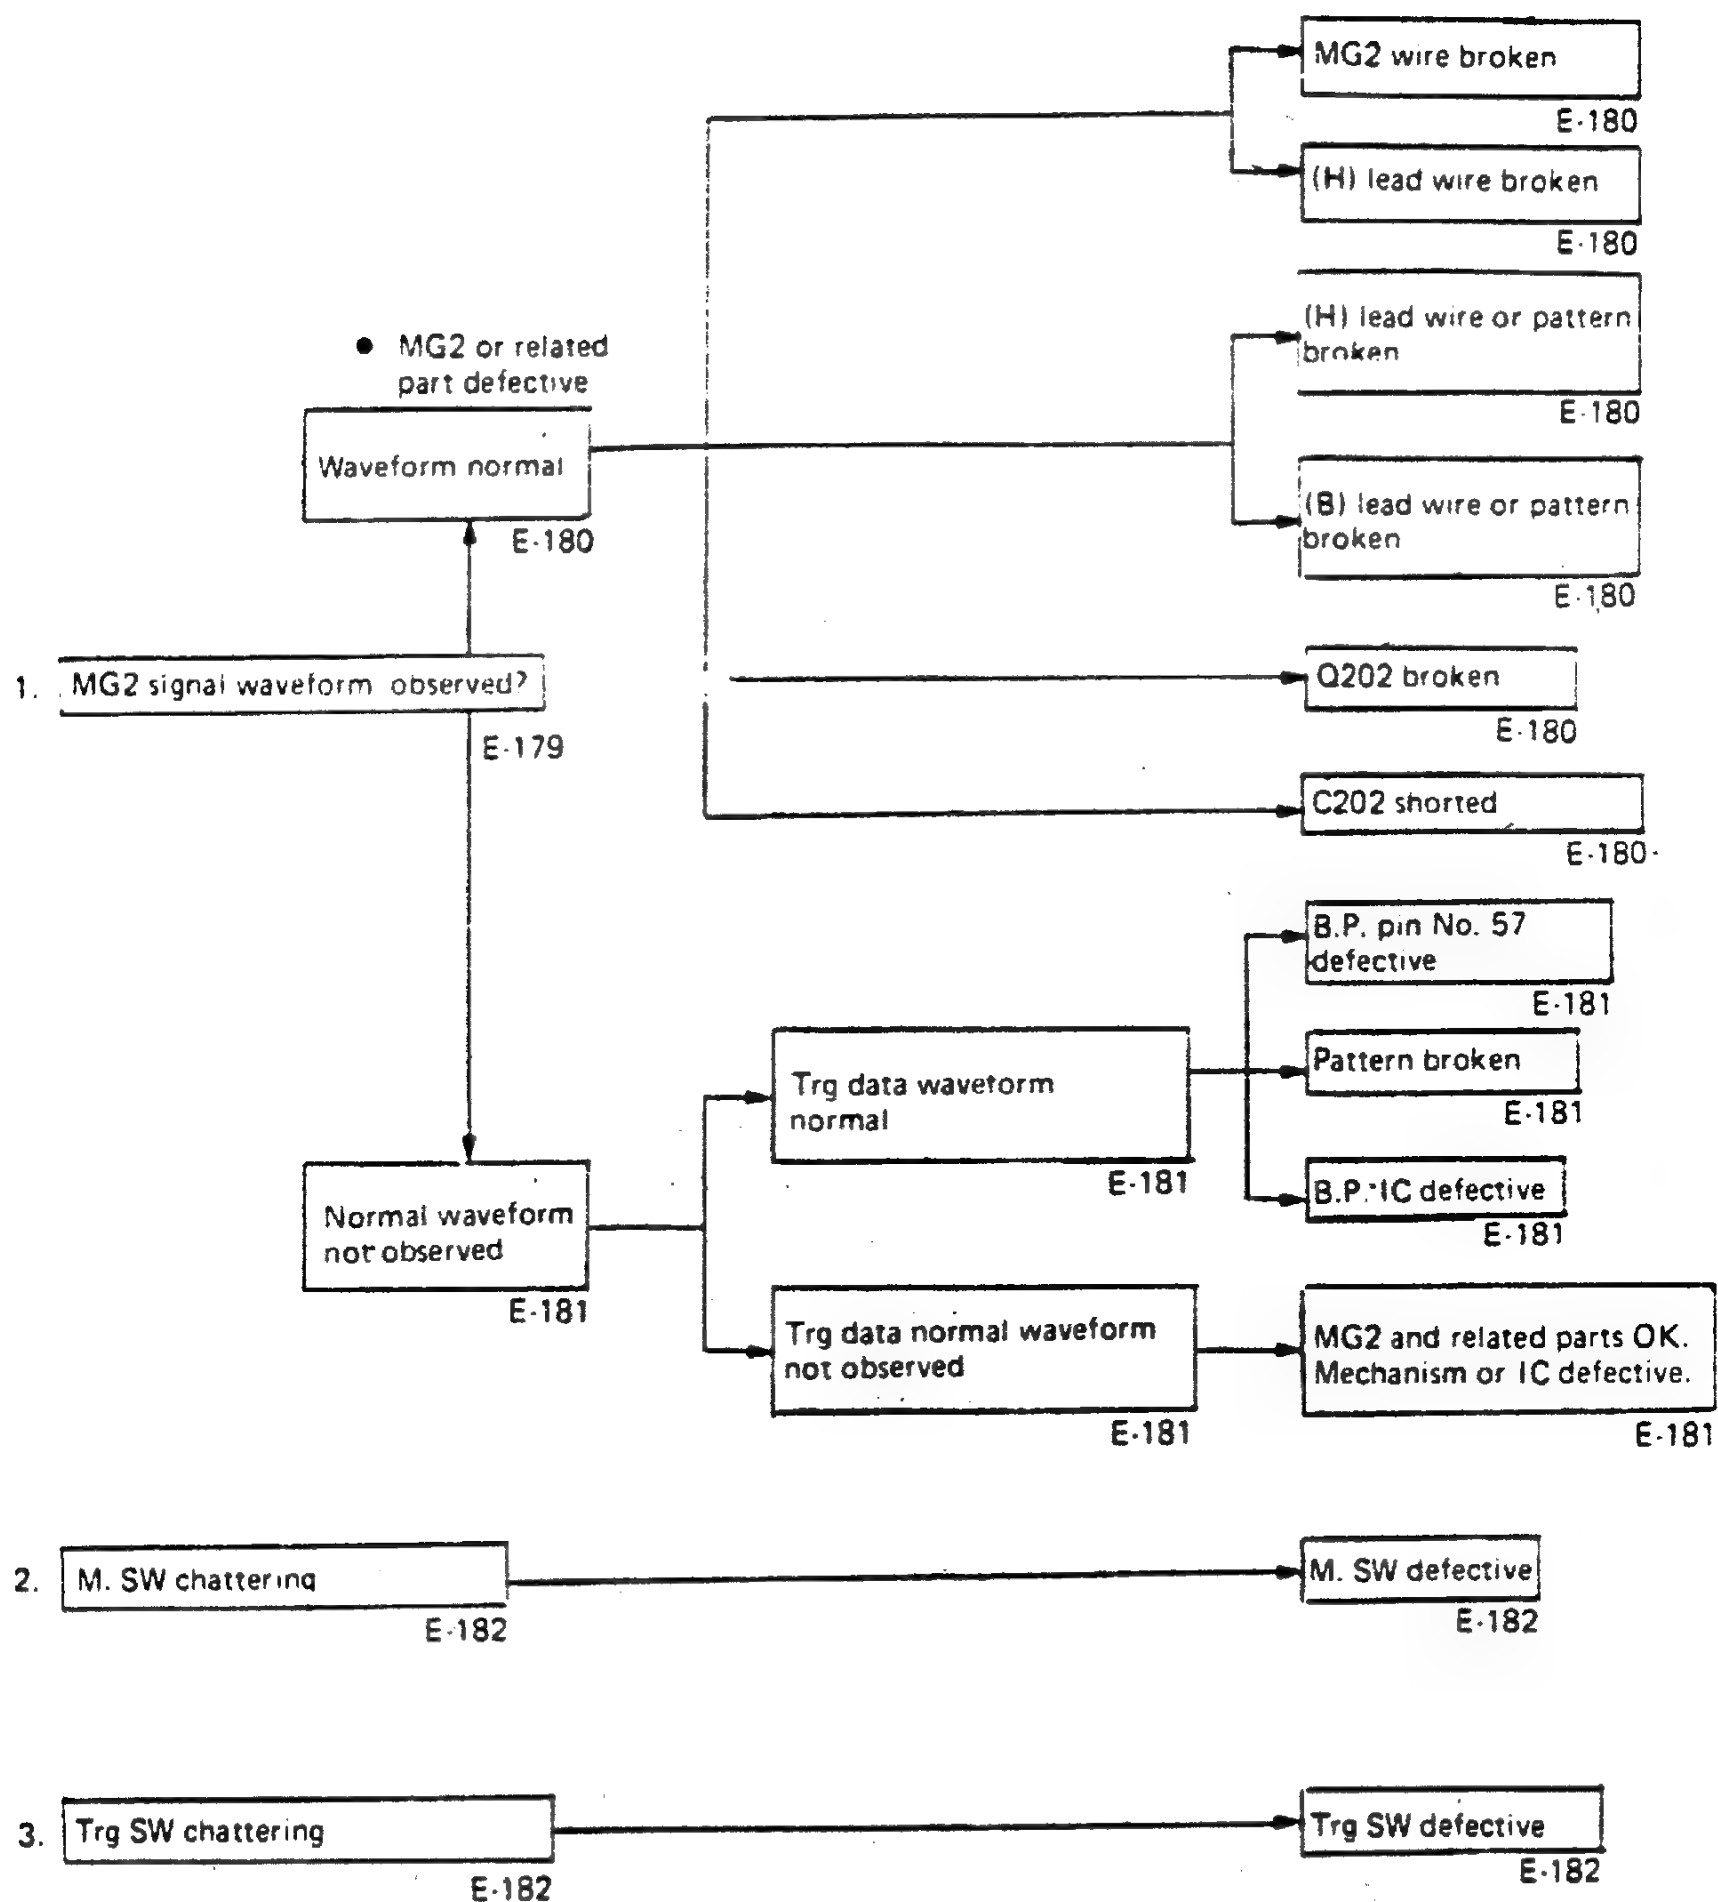 MG2 wire broken
E-180
(H) lead wire broken
E-180
(H) lead wire or pattern
broken
E-180
● MG2 or related
part defective
Waveform normal
E-180
(B) lead wire or pattern
broken
E-180
1. MG2 signal waveform observed?
E-179
Q202 broken
E-180
C202 shorted
E-180
B.P. pin No. 57
defective
E-181
Trg data waveform
normal
E-181
Pattern broken
E-181
B.P. IC defective
E-181
Normal waveform
not observed
E-181
Trg data normal waveform
not observed
E-181
MG2 and related parts OK.
Mechanism or IC defective.
E-181
2. M. SW chattering
E-182
M. SW defective
E-182
3. Trg SW chattering
E-182
Trg SW defective
E-182